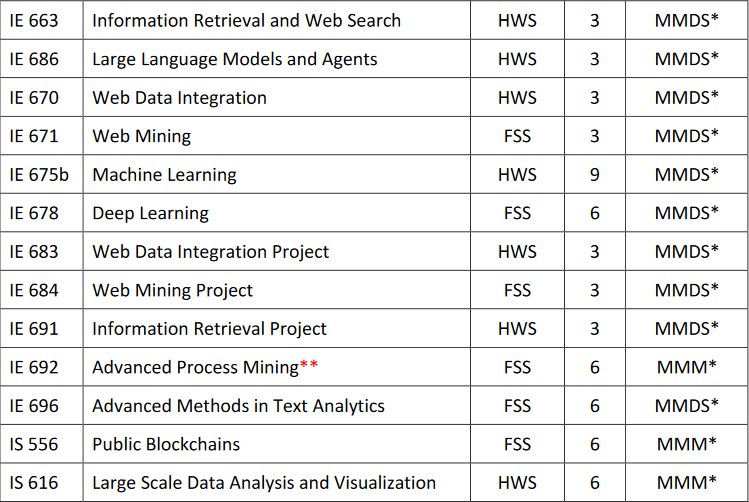 IE 663 Information Retrieval and Web Search HWS 3 MMDS*
IE 686 Large Language Models and Agents HWS 3 MMDS*
IE 670 Web Data Integration HWS 3 MMDS*
IE 671 Web Mining FSS 3 MMDS*
IE 675b Machine Learning HWS 9 MMDS*
IE 678 Deep Learning FSS 6 MMDS*
IE 683 Web Data Integration Project HWS 3 MMDS*
IE 684 Web Mining Project FSS 3 MMDS*
IE 691 Information Retrieval Project HWS 3 MMDS*
IE 692 Advanced Process Mining** FSS 6 MMM*
IE 696 Advanced Methods in Text Analytics FSS 6 MMDS*
IS 556 Public Blockchains FSS 6 MMM*
IS 616 Large Scale Data Analysis and Visualization HWS 6 MMM*